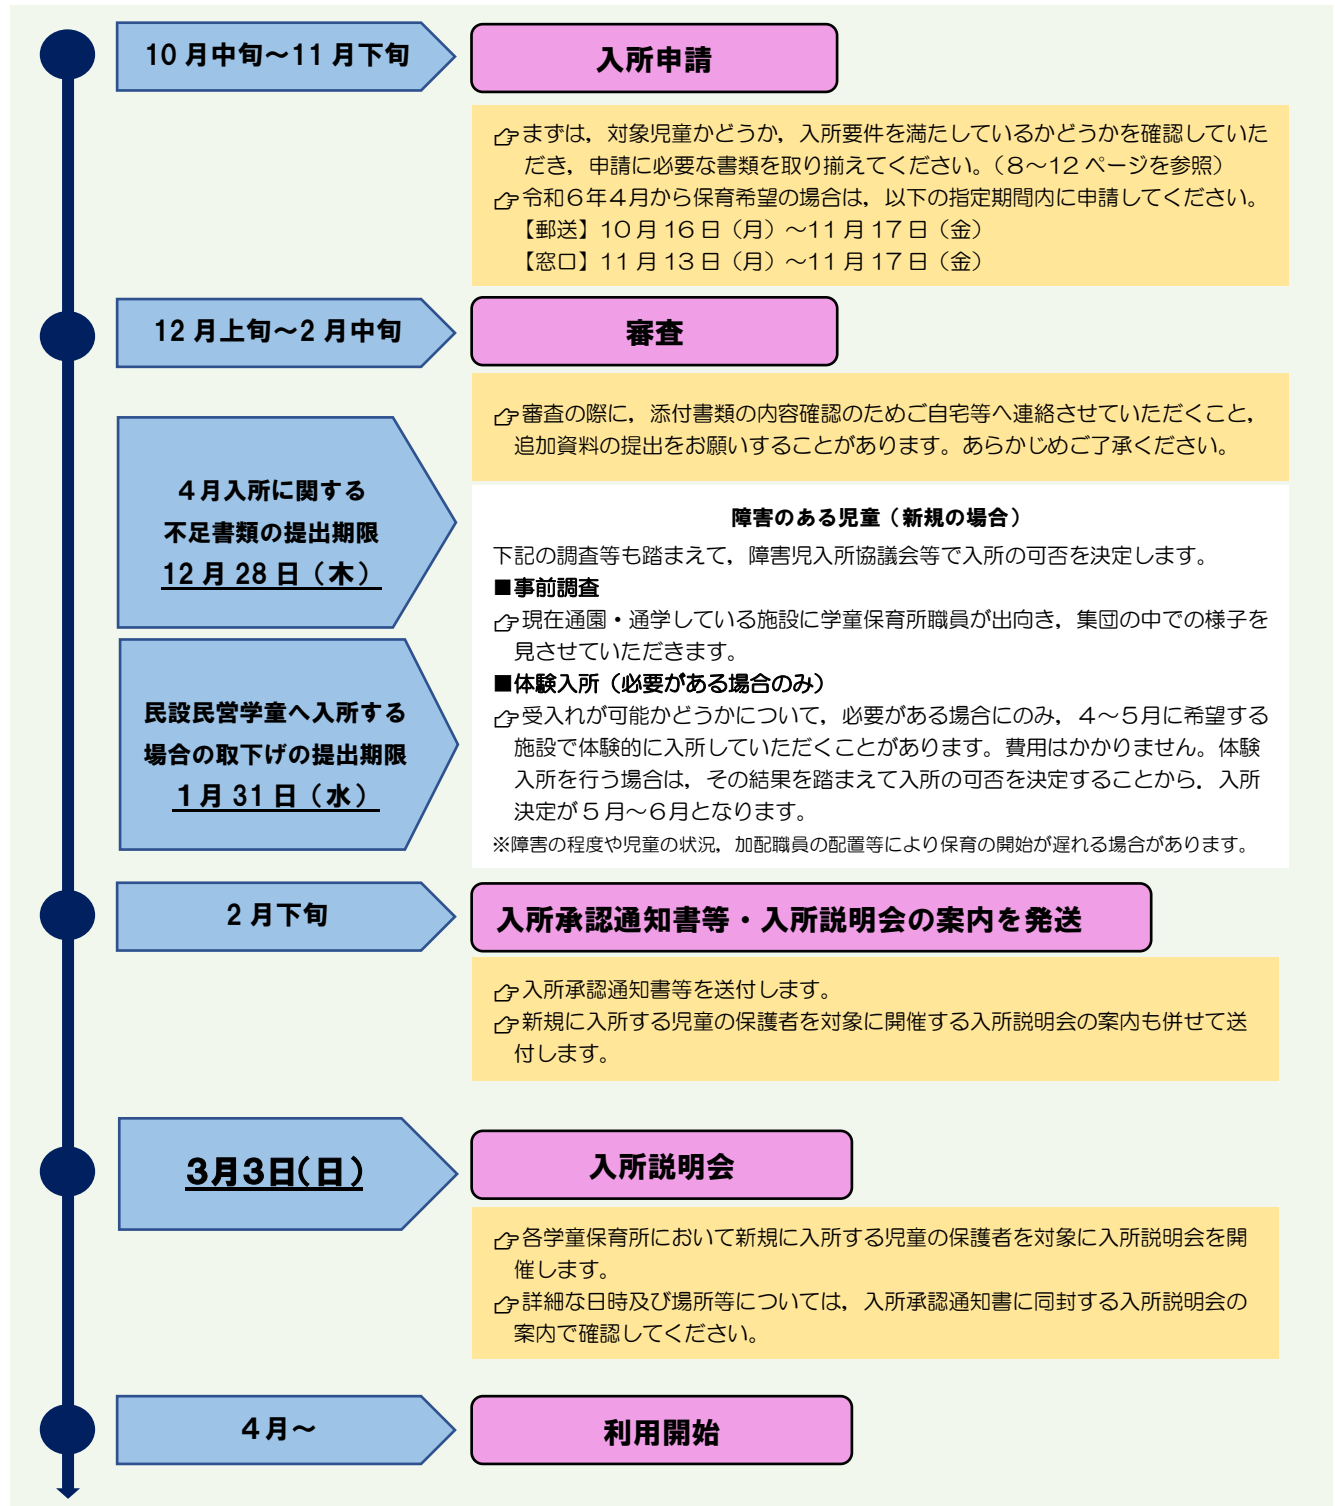 10月中旬～11月下旬
入所申請
まずは，対象児童かどうか，入所要件を満たしているかどうかを確認していた
だき，申請に必要な書類を取り揃えてください。（8～12 ページを参照）
令和６年４月から保育希望の場合は，以下の指定期間内に申請してください。
【郵送】10 月 16 日（月）～11 月 17 日（金）
【窓口】11 月 13 日（月）～11 月 17 日（金）
12 月上旬～2 月中旬
審査
審査の際に，添付書類の内容確認のためご自宅等へ連絡させていただくこと，
追加資料の提出をお願いすることがあります。あらかじめご了承ください。
４月入所に関する
不足書類の提出期限
12 月 28 日（木）
民設民営学童へ入所する
場合の取下げの提出期限
１月 31 日（水）
障害のある児童（新規の場合）
下記の調査等も踏まえて，障害児入所協議会等で入所の可否を決定します。
■事前調査
現在通園・通学している施設に学童保育所職員が出向き，集団の中での様子を
見させていただきます。
■体験入所（必要がある場合のみ）
受入れが可能かどうかについて，必要がある場合にのみ，４～５月に希望する
施設で体験的に入所していただくことがあります。費用はかかりません。体験
入所を行う場合は，その結果を踏まえて入所の可否を決定することから．入所
決定が５月～６月となります。
※障害の程度や児童の状況，加配職員の配置等により保育の開始が遅れる場合があります。
2 月下旬
入所承認通知書等・入所説明会の案内を発送
入所承認通知書等を送付します。
新規に入所する児童の保護者を対象に開催する入所説明会の案内も併せて送
付します。
3月3日(日)
入所説明会
各学童保育所において新規に入所する児童の保護者を対象に入所説明会を開
催します。
詳細な日時及び場所等については，入所承認通知書に同封する入所説明会の
案内で確認してください。
４月～
利用開始